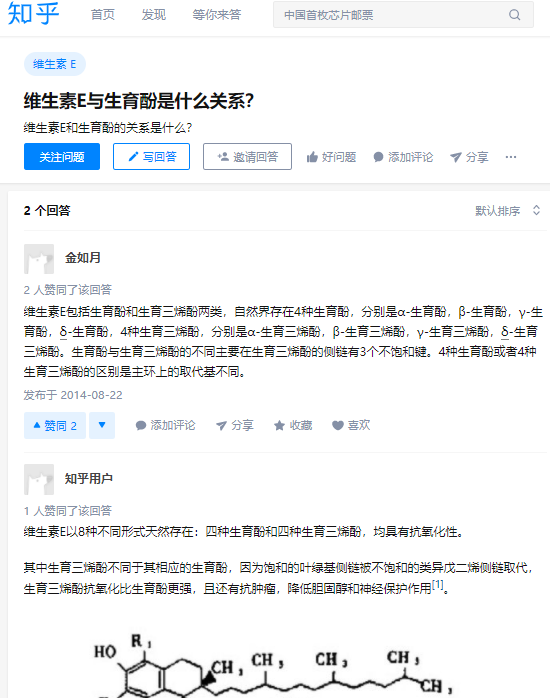 知乎 首页 发现 等你来答 中国首枚芯片邮票
维生素 E
维生素E与生育酚是什么关系？
维生素E和生育酚的关系是什么？
关注问题 写回答 邀请回答 好问题 添加评论 分享 ···
2 个回答 默认排序
金如月
2 人赞同了该回答
维生素E包括生育酚和生育三烯酚两类，自然界存在4种生育酚，分别是α-生育酚，β-生育酚，γ-生
育酚，δ-生育酚，4种生育三烯酚，分别是α-生育三烯酚，β-生育三烯酚，γ-生育三烯酚，δ-生育
三烯酚。生育酚与生育三烯酚的不同主要在生育三烯酚的侧链有3个不饱和键。4种生育酚或者4种
生育三烯酚的区别是主环上的取代基不同。
发布于 2014-08-22
赞同 2 添加评论 分享 收藏 喜欢
知乎用户
1 人赞同了该回答
维生素E以8种不同形式天然存在：四种生育酚和四种生育三烯酚，均具有抗氧化性。
其中生育三烯酚不同于其相应的生育酚，因为饱和的叶绿基侧链被不饱和的类异戊二烯侧链取代，
生育三烯酚抗氧化比生育酚更强，且还有抗肿瘤，降低胆固醇和神经保护作用[1]。
HO R₁ CH₃ CH₃ CH₃ CH₃ CH₃